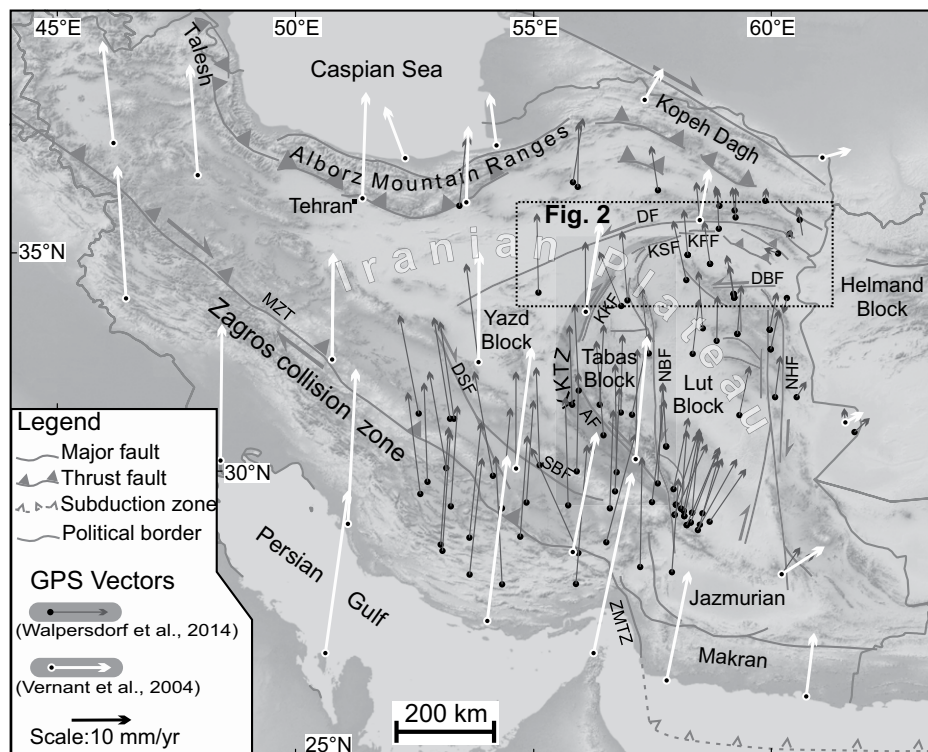 45°E
50°E
55°E
60°E
Talesh
Caspian Sea
Kopeh Dagh
Alborz Mountain Ranges
Tehran
Fig. 2
DF
35°N
Iranian Plateau
KSF
KFF
DBF
Helmand
Block
MZT
KKF
Yazd
Block
Zagros collision zone
Tabas
Block
KKTZ
DSF
NBF
Lut
Block
NHF
AF
SBF
30°N
Persian
Gulf
ZMTZ
Jazmurian
Makran
200 km
25°N
Legend
Major fault
Thrust fault
Subduction zone
Political border
GPS Vectors
(Walpersdorf et al., 2014)
(Vernant et al., 2004)
Scale:10 mm/yr